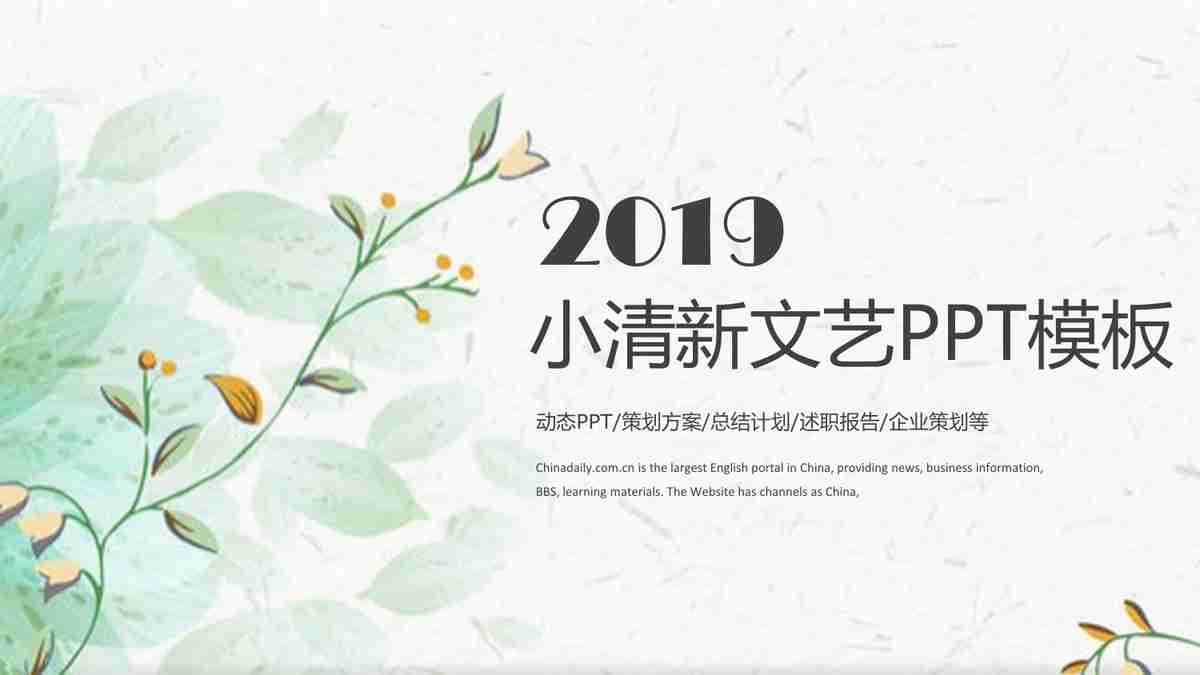 2019
小清新文艺PPT模板
动态PPT/策划方案/总结计划/述职报告/企业策划等
Chinadaily.com.cn is the largest English portal in China, providing news, business information,
BBS, learning materials. The Website has channels as China,